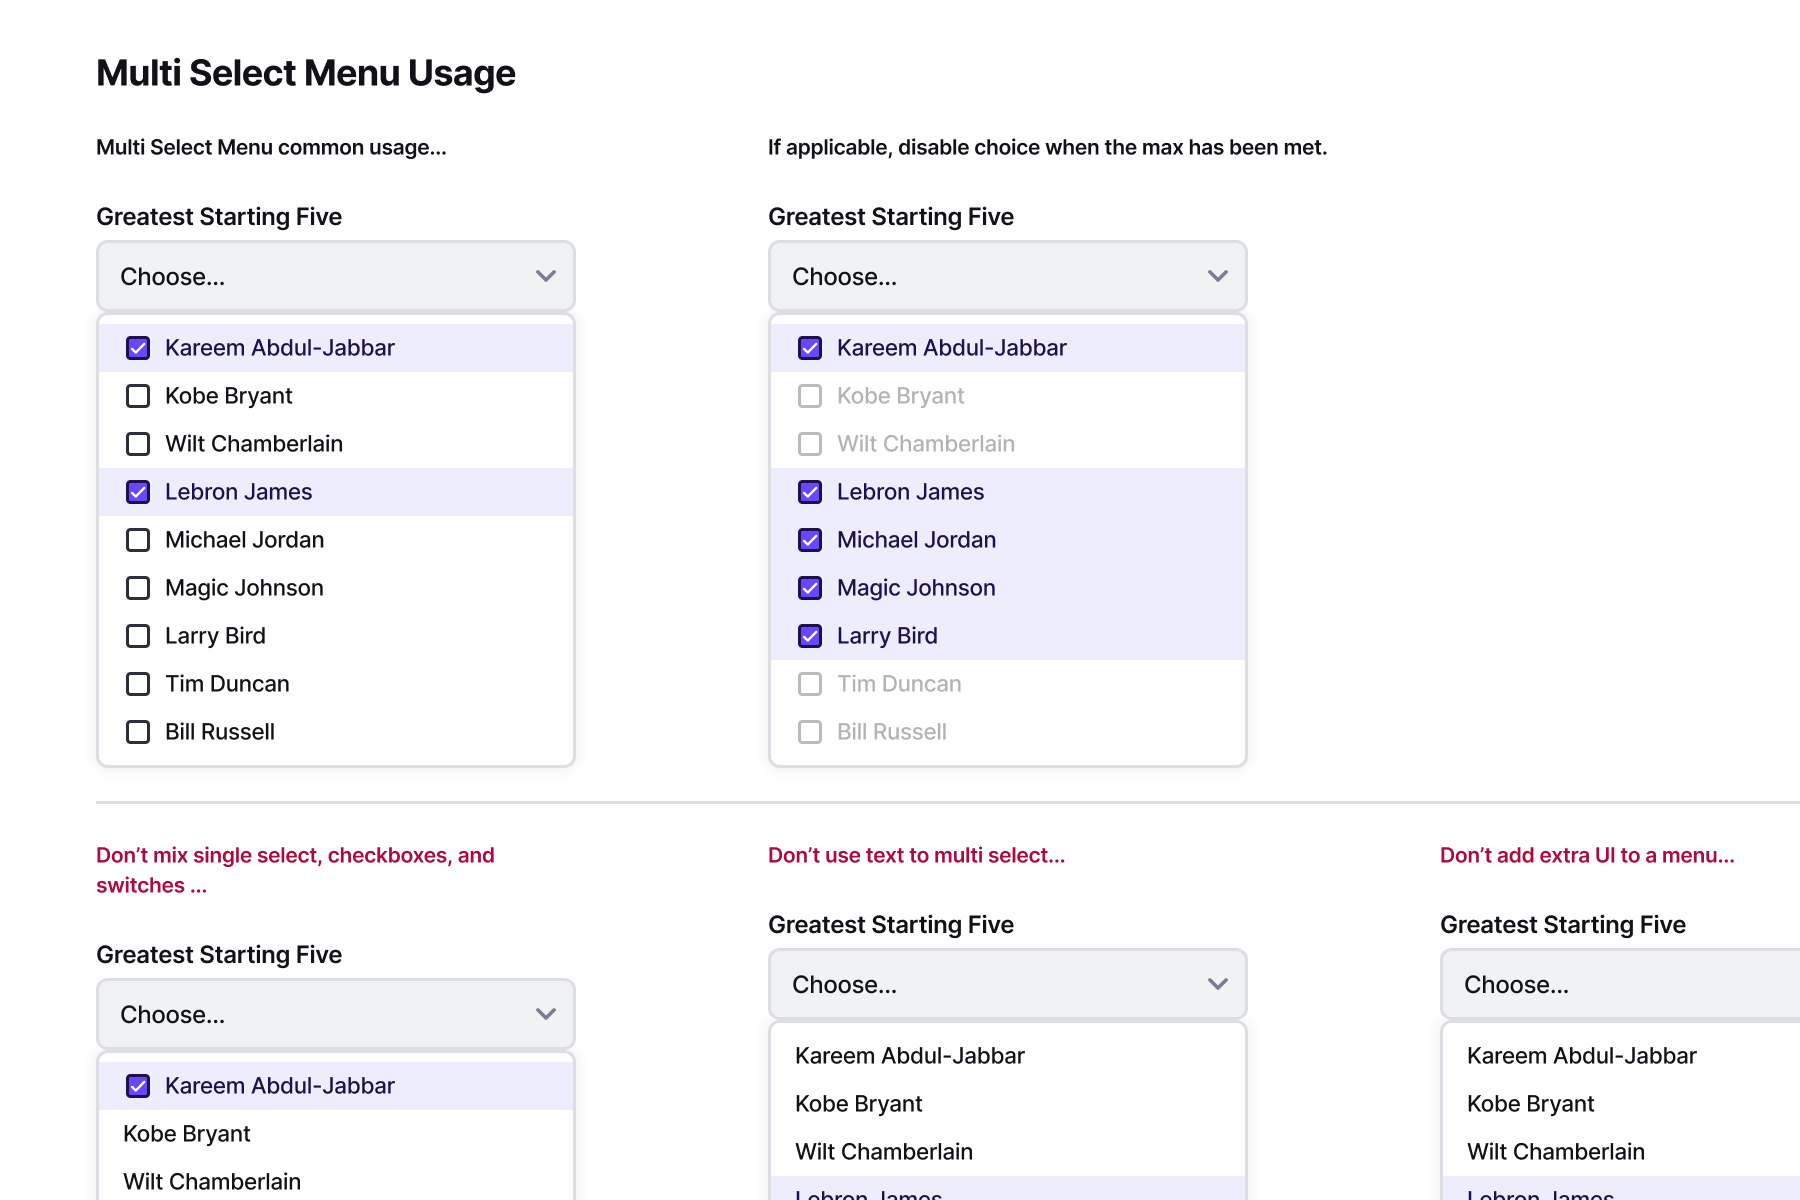 Multi Select Menu Usage
Multi Select Menu common usage...
Greatest Starting Five
Choose...
Kareem Abdul-Jabbar
Kobe Bryant
Wilt Chamberlain
Lebron James
Michael Jordan
Magic Johnson
Larry Bird
Tim Duncan
Bill Russell
If applicable, disable choice when the max has been met.
Greatest Starting Five
Choose...
Kareem Abdul-Jabbar
Kobe Bryant
Wilt Chamberlain
Lebron James
Michael Jordan
Magic Johnson
Larry Bird
Tim Duncan
Bill Russell
Don’t mix single select, checkboxes, and
switches ...
Greatest Starting Five
Choose...
Kareem Abdul-Jabbar
Kobe Bryant
Wilt Chamberlain
Don’t use text to multi select...
Greatest Starting Five
Choose...
Kareem Abdul-Jabbar
Kobe Bryant
Wilt Chamberlain
Lebron James
Don’t add extra UI to a menu...
Greatest Starting Five
Choose...
Kareem Abdul-Jabbar
Kobe Bryant
Wilt Chamberlain
Lebron James